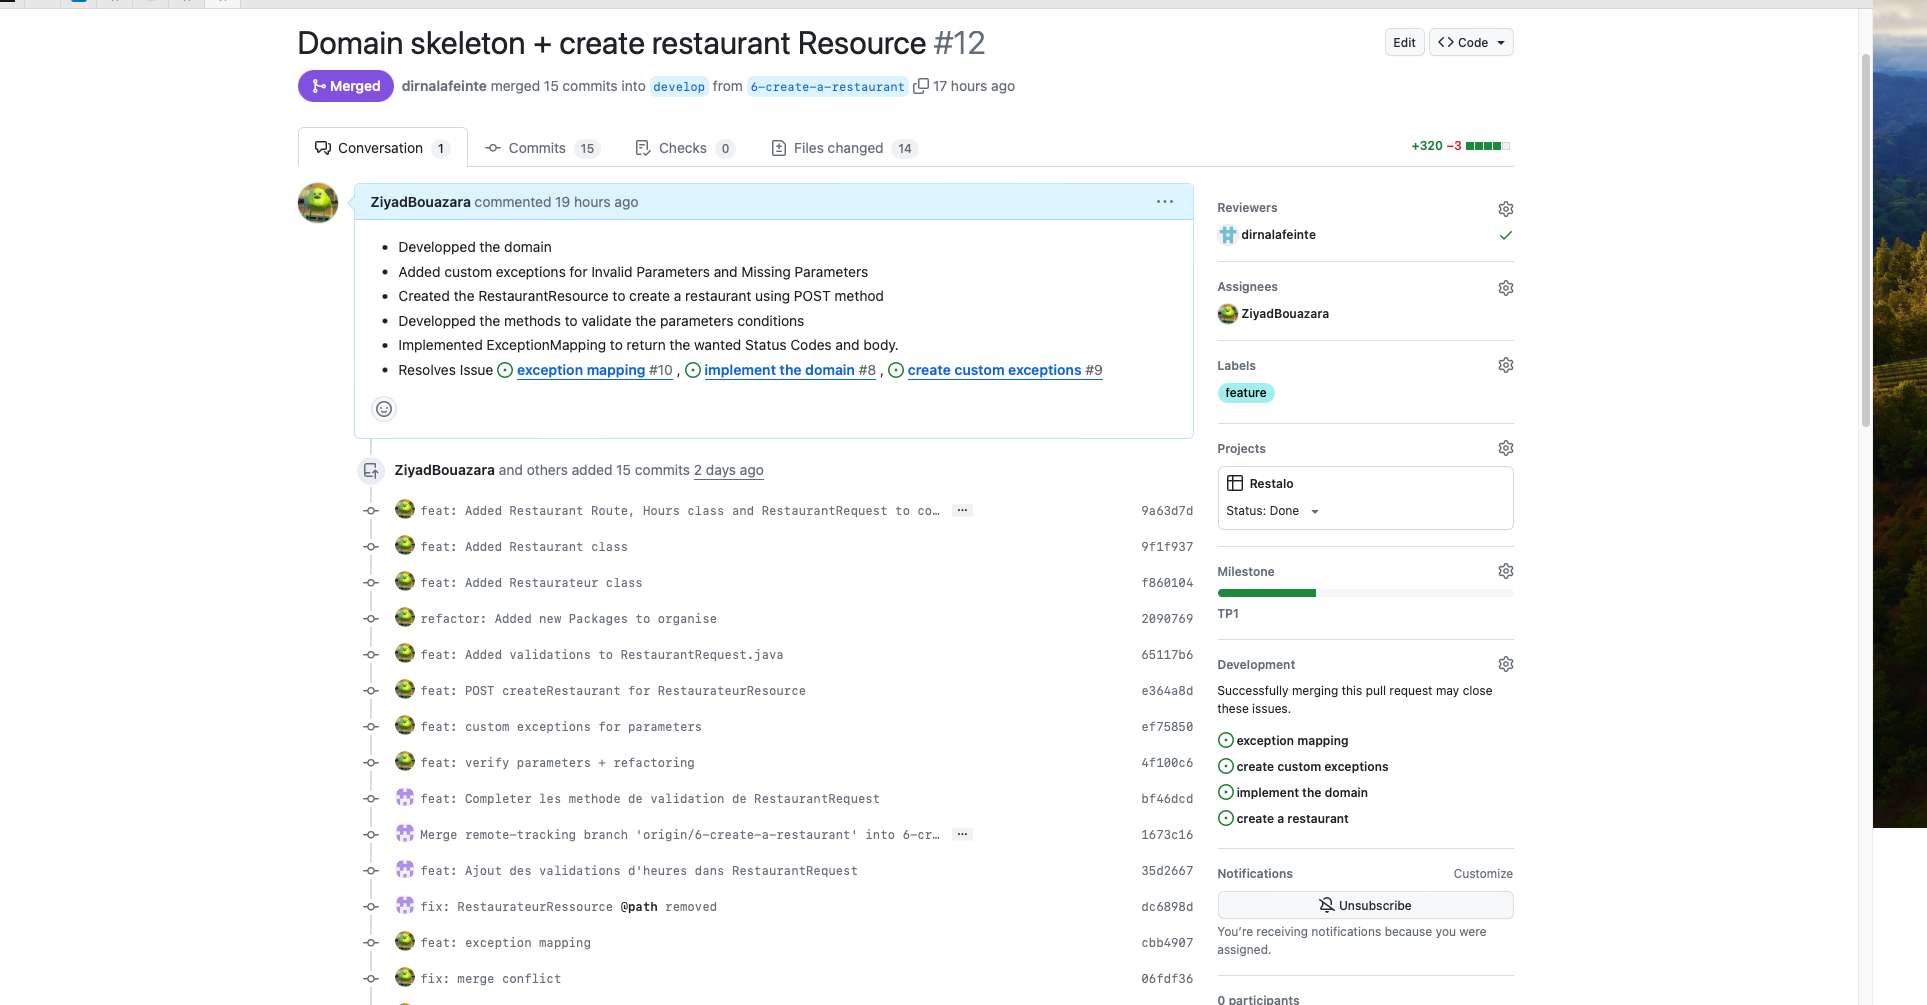 Domain skeleton + create restaurant Resource #12
Edit
Code
Merged
dirnalafeinte merged 15 commits into develop from 6-create-a-restaurant 17 hours ago
Conversation 1
Commits 15
Checks 0
Files changed 14
+320 −3
ZiyadBouazara commented 19 hours ago
Developped the domain
Added custom exceptions for Invalid Parameters and Missing Parameters
Created the RestaurantResource to create a restaurant using POST method
Developped the methods to validate the parameters conditions
Implemented ExceptionMapping to return the wanted Status Codes and body.
Resolves Issue exception mapping #10 , implement the domain #8 , create custom exceptions #9
ZiyadBouazara and others added 15 commits 2 days ago
feat: Added Restaurant Route, Hours class and RestaurantRequest to co… ... 9a63d7d
feat: Added Restaurant class 9f1f937
feat: Added Restaurateur class f860104
refactor: Added new Packages to organise 2090769
feat: Added validations to RestaurantRequest.java 65117b6
feat: POST createRestaurant for RestaurateurResource e364a8d
feat: custom exceptions for parameters ef75850
feat: verify parameters + refactoring 4f100c6
feat: Completer les methode de validation de RestaurantRequest bf46dcd
Merge remote-tracking branch 'origin/6-create-a-restaurant' into 6-cr… ... 1673c16
feat: Ajout des validations d'heures dans RestaurantRequest 35d2667
fix: RestaurateurRessource @path removed dc6898d
feat: exception mapping cbb4907
fix: merge conflict 06fdf36
Reviewers
dirnalafeinte
Assignees
ZiyadBouazara
Labels
feature
Projects
Restalo
Status: Done
Milestone
TP1
Development
Successfully merging this pull request may close
these issues.
exception mapping
create custom exceptions
implement the domain
create a restaurant
Notifications
Customize
Unsubscribe
You're receiving notifications because you were
assigned.
0 participants